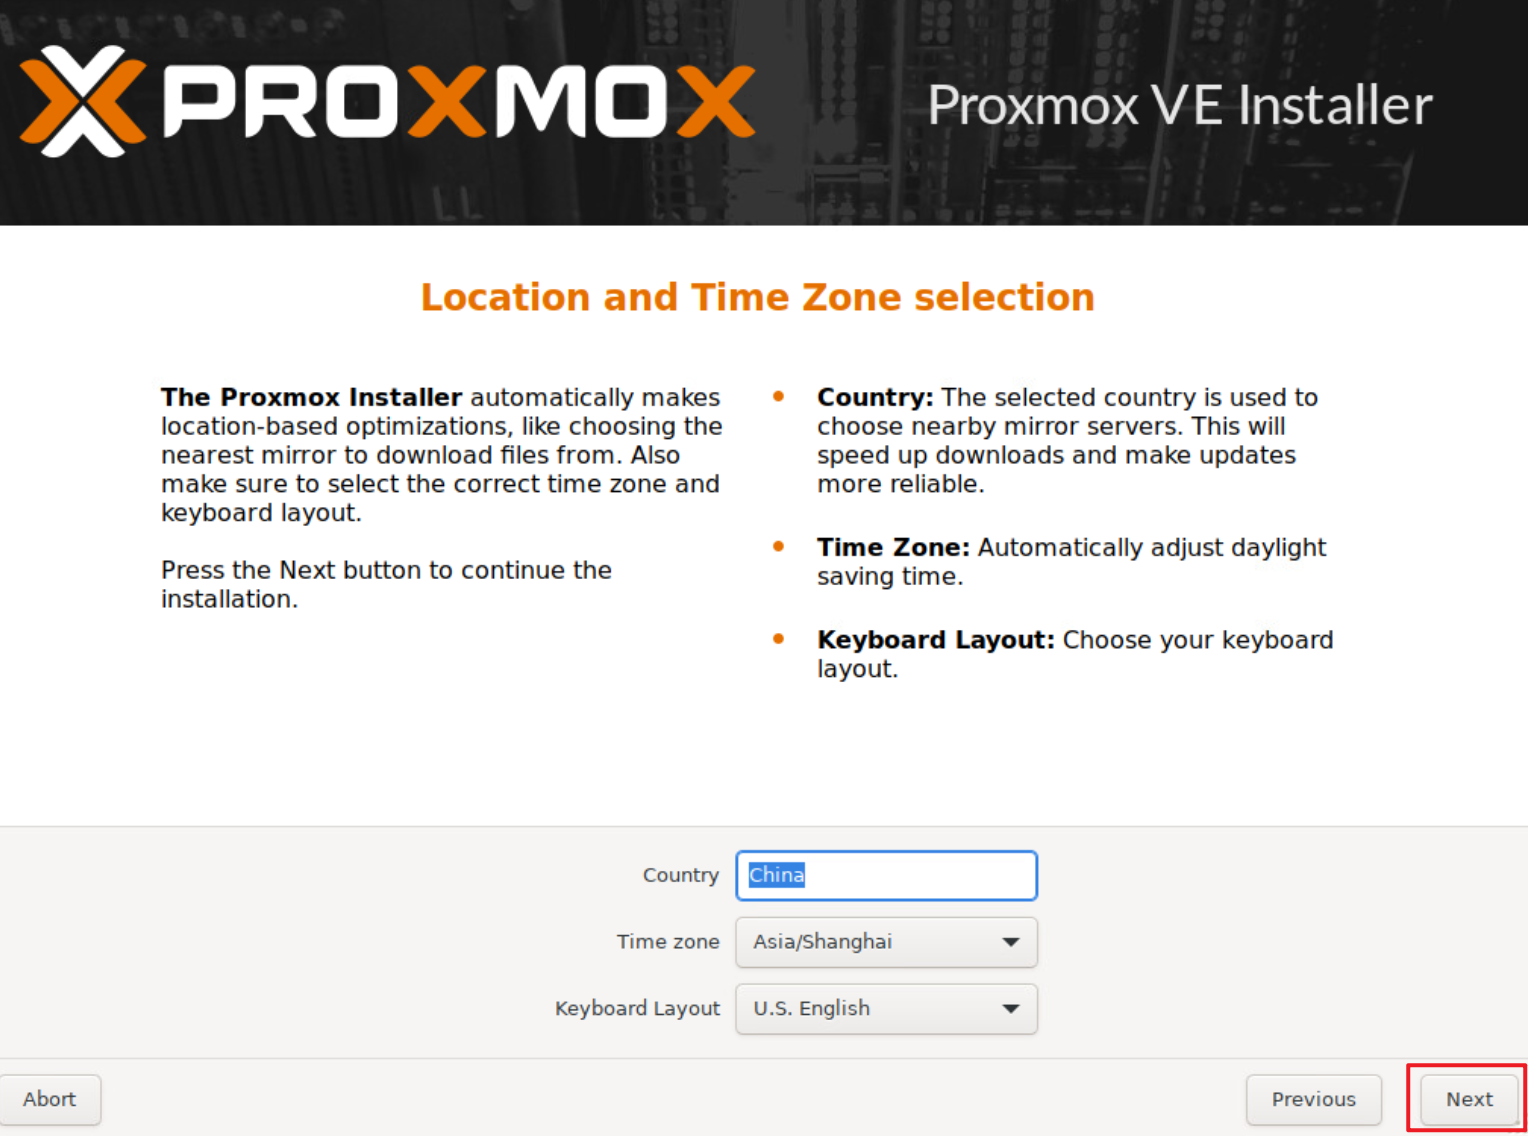 PROXMOX
Proxmox VE Installer
Location and Time Zone selection
The Proxmox Installer automatically makes
location-based optimizations, like choosing the
nearest mirror to download files from. Also
make sure to select the correct time zone and
keyboard layout.
Press the Next button to continue the
installation.
• Country: The selected country is used to
choose nearby mirror servers. This will
speed up downloads and make updates
more reliable.
• Time Zone: Automatically adjust daylight
saving time.
• Keyboard Layout: Choose your keyboard
layout.
Country China
Time zone Asia/Shanghai
Keyboard Layout U.S. English
Abort Previous Next